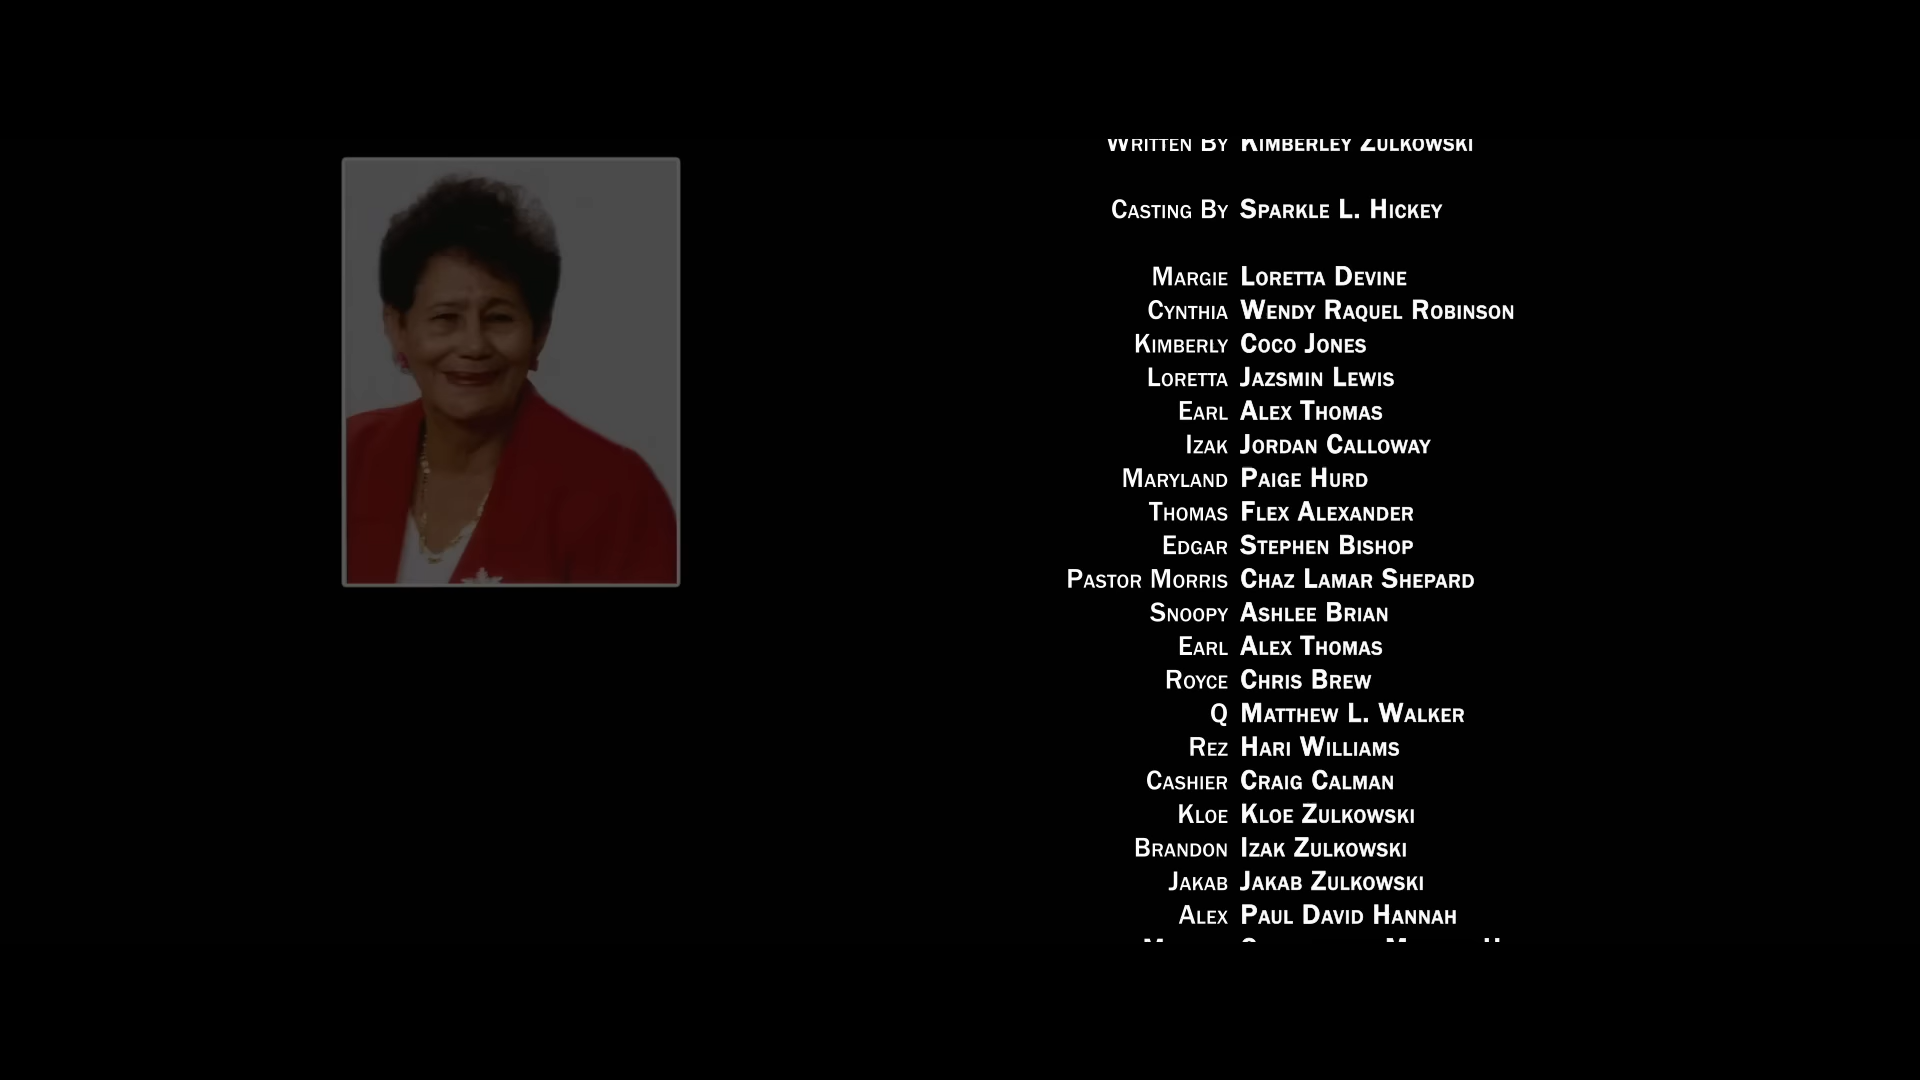 Written By Kimberley Zulkowski
Casting By Sparkle L. Hickey
Margie Loretta Devine
Cynthia Wendy Raquel Robinson
Kimberly Coco Jones
Loretta Jazsmin Lewis
Earl Alex Thomas
Izak Jordan Calloway
Maryland Paige Hurd
Thomas Flex Alexander
Edgar Stephen Bishop
Pastor Morris Chaz Lamar Shepard
Snoopy Ashlee Brian
Earl Alex Thomas
Royce Chris Brew
Q Matthew L. Walker
Rez Hari Williams
Cashier Craig Calman
Kloe Kloe Zulkowski
Brandon Izak Zulkowski
Jakab Jakab Zulkowski
Alex Paul David Hannah